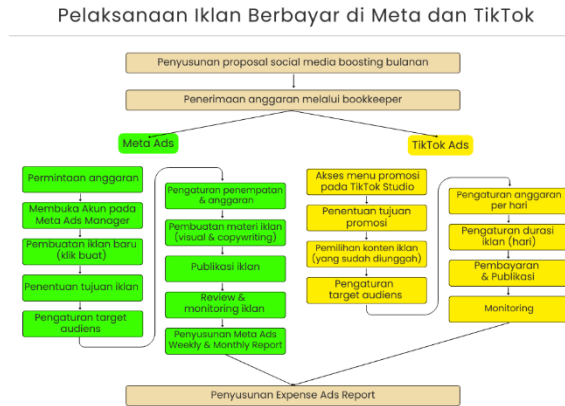 Pelaksanaan Iklan Berbayar di Meta dan TikTok
Penyusunan proposal social media boosting bulanan
Penerimaan anggaran melalui bookkeeper
Meta Ads
Permintaan anggaran
Membuka Akun pada
Meta Ads Manager
Pembuatan iklan baru
(klik buat)
Penentuan tujuan iklan
Pengaturan target
audiens
Pengaturan penempatan
& anggaran
Pembuatan materi iklan
(visual & copywriting)
Publikasi iklan
Review &
monitoring iklan
Penyusunan Meta Ads
Weekly & Monthly Report
TikTok Ads
Akses menu promosi
pada TikTok Studio
Penentuan tujuan
promosi
Pemilihan konten iklan
(yang sudah diunggah)
Pengaturan
target audiens
Pengaturan anggaran
per hari
Pengaturan durasi
iklan (hari)
Pembayaran
& Publikasi
Monitoring
Penyusunan Expense Ads Report